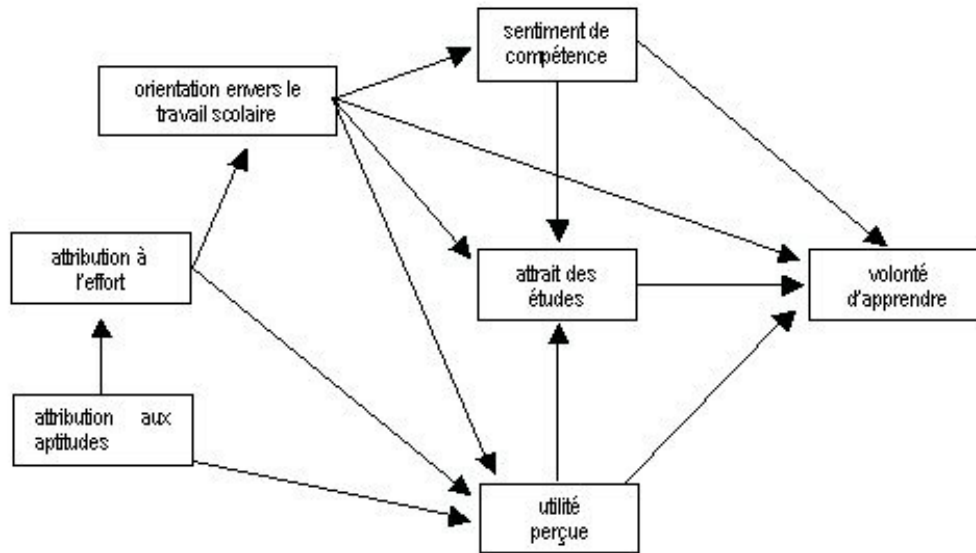 sentiment de
compétence
orientation envers le
travail scolaire
attribution à
l'effort
attrait des
études
volonté
d'apprendre
attribution aux
aptitudes
utilité
perçue